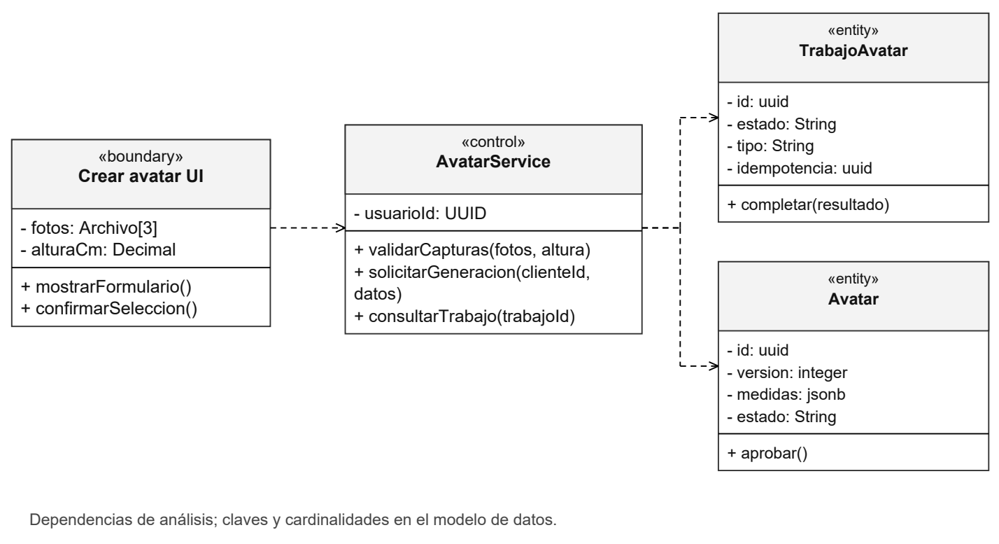 «boundary»
Crear avatar UI
- fotos: Archivo[3]
- alturaCm: Decimal
+ mostrarFormulario()
+ confirmarSeleccion()
«control»
AvatarService
- usuarioId: UUID
+ validarCapturas(fotos, altura)
+ solicitarGeneracion(clienteId,
datos)
+ consultarTrabajo(trabajoId)
«entity»
TrabajoAvatar
- id: uuid
- estado: String
- tipo: String
- idempotencia: uuid
+ completar(resultado)
«entity»
Avatar
- id: uuid
- version: integer
- medidas: jsonb
- estado: String
+ aprobar()
Dependencias de análisis; claves y cardinalidades en el modelo de datos.